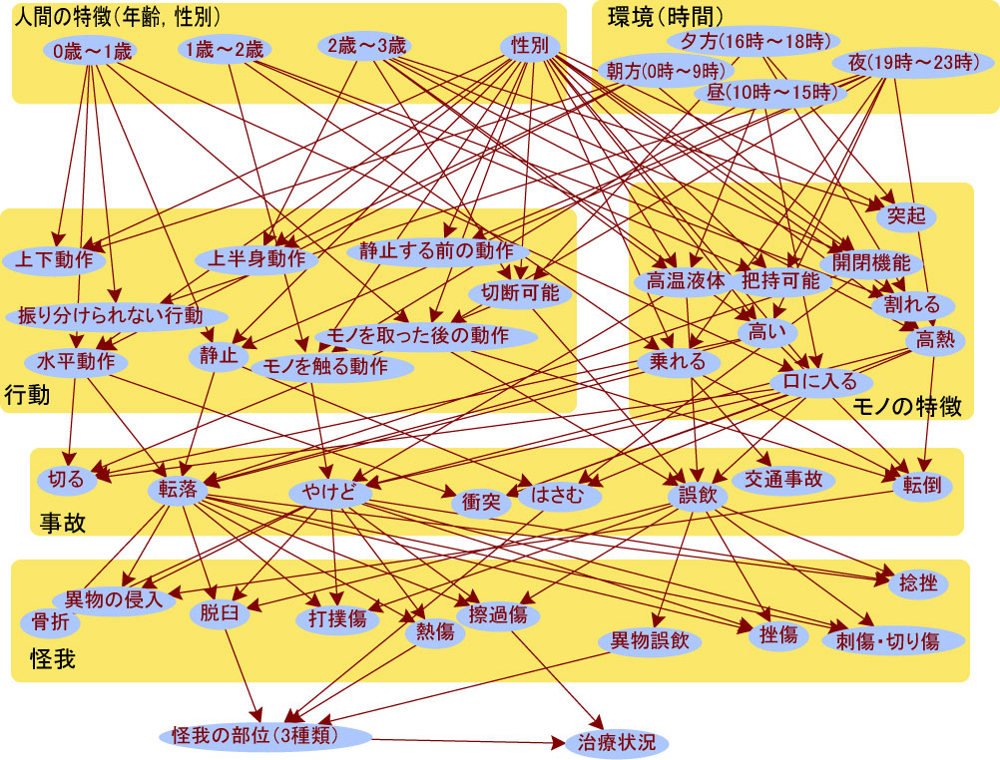 人間の特徴(年齢, 性別)
0歳～1歳
1歳～2歳
2歳～3歳
性別
環境(時間)
夕方(16時～18時)
朝方(0時～9時)
夜(19時～23時)
昼(10時～15時)
上下動作
上半身動作
静止する前の動作
切断可能
振り分けられない行動
モノを取った後の動作
水平動作
静止
モノを触る動作
行動
突起
開閉機能
高温液体
把持可能
割れる
高い
高熱
乗れる
口に入る
モノの特徴
切る
転落
やけど
衝突
はさむ
誤飲
交通事故
転倒
事故
捻挫
異物の侵入
骨折
脱臼
打撲傷
熱傷
擦過傷
異物誤飲
挫傷
刺傷・切り傷
怪我
怪我の部位(3種類)
治療状況